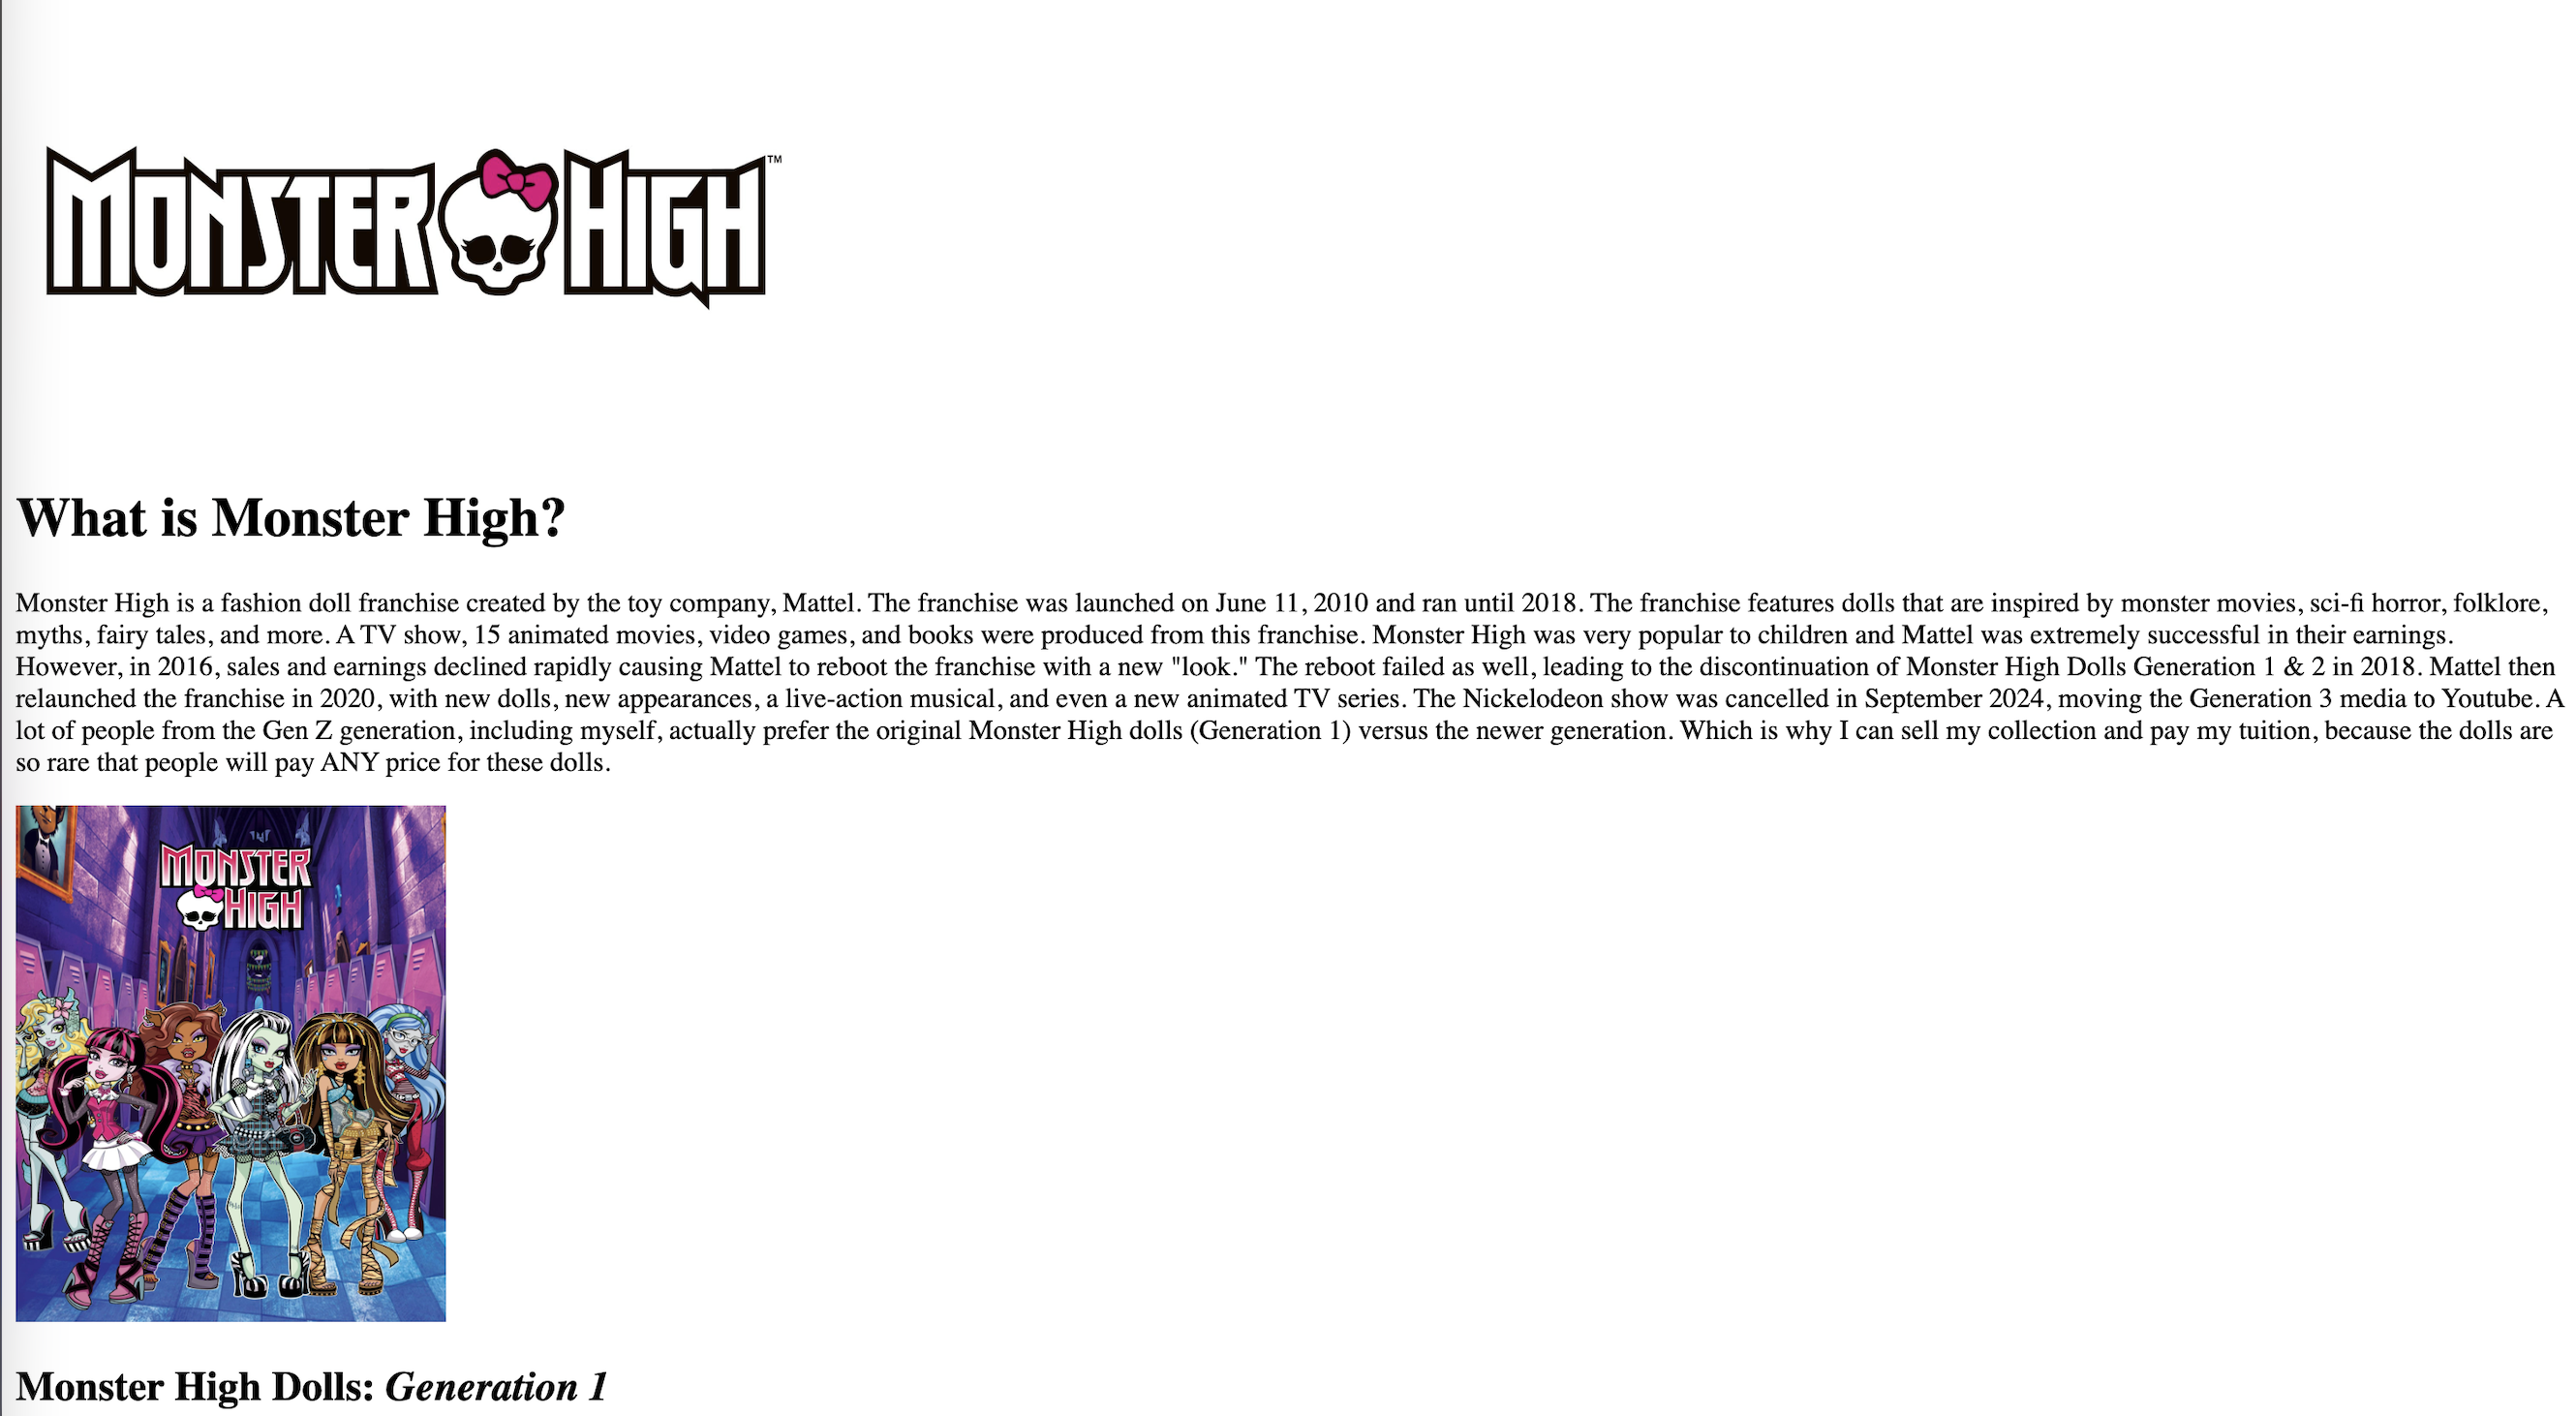 MONSTER HIGH™
What is Monster High?
Monster High is a fashion doll franchise created by the toy company, Mattel. The franchise was launched on June 11, 2010 and ran until 2018. The franchise features dolls that are inspired by monster movies, sci-fi horror, folklore,
myths, fairy tales, and more. A TV show, 15 animated movies, video games, and books were produced from this franchise. Monster High was very popular to children and Mattel was extremely successful in their earnings.
However, in 2016, sales and earnings declined rapidly causing Mattel to reboot the franchise with a new "look." The reboot failed as well, leading to the discontinuation of Monster High Dolls Generation 1 & 2 in 2018. Mattel then
relaunched the franchise in 2020, with new dolls, new appearances, a live-action musical, and even a new animated TV series. The Nickelodeon show was cancelled in September 2024, moving the Generation 3 media to Youtube. A
lot of people from the Gen Z generation, including myself, actually prefer the original Monster High dolls (Generation 1) versus the newer generation. Which is why I can sell my collection and pay my tuition, because the dolls are
so rare that people will pay ANY price for these dolls.
MONSTER
HIGH
Monster High Dolls: Generation 1